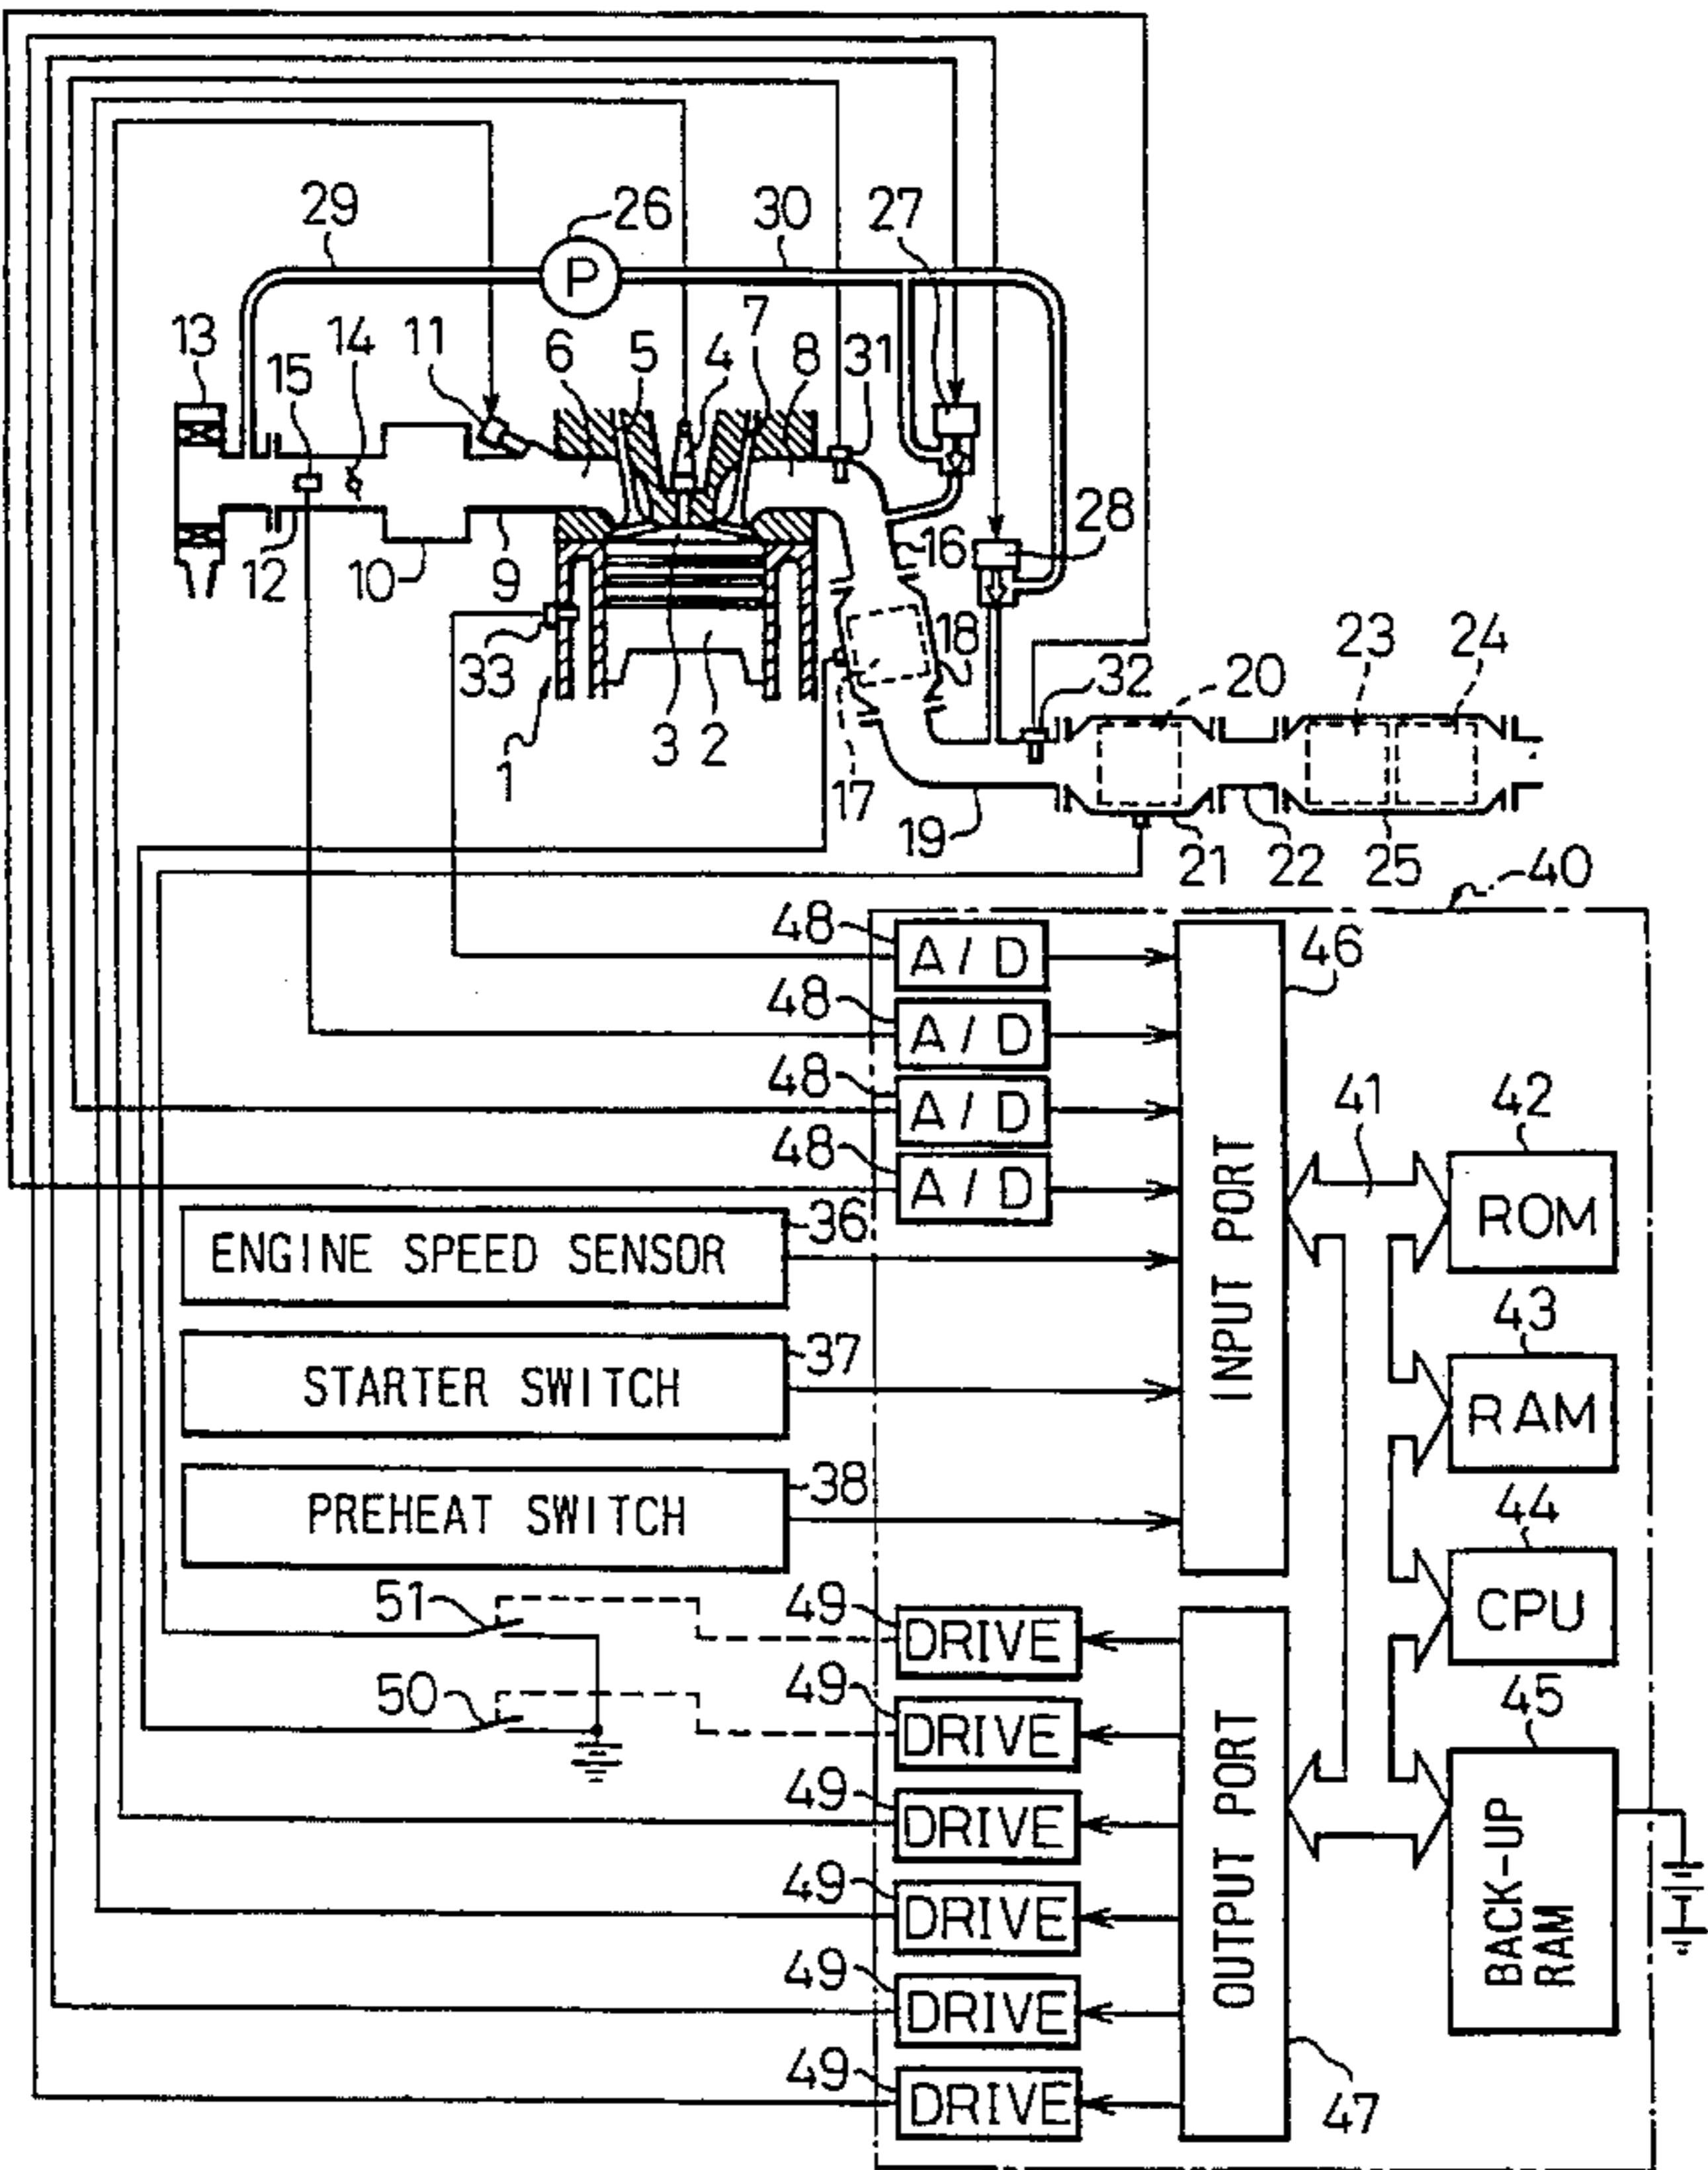 29 26 30 27
P
13 15 14 11 6 5 4 7 8 31
12 10 9 16 28
33 18 23 24
1 3 2 17 32 20
19 21 22 25
40
48 A/D 46
48 A/D
48 A/D
48 A/D
INPUT PORT
41 42
ROM
ENGINE SPEED SENSOR 36
43
RAM
STARTER SWITCH 37
PREHEAT SWITCH 38
44
CPU
51 49 DRIVE
50 49 DRIVE
49 DRIVE
49 DRIVE
49 DRIVE
49 DRIVE
OUTPUT PORT
47
45
BACK-UP
RAM